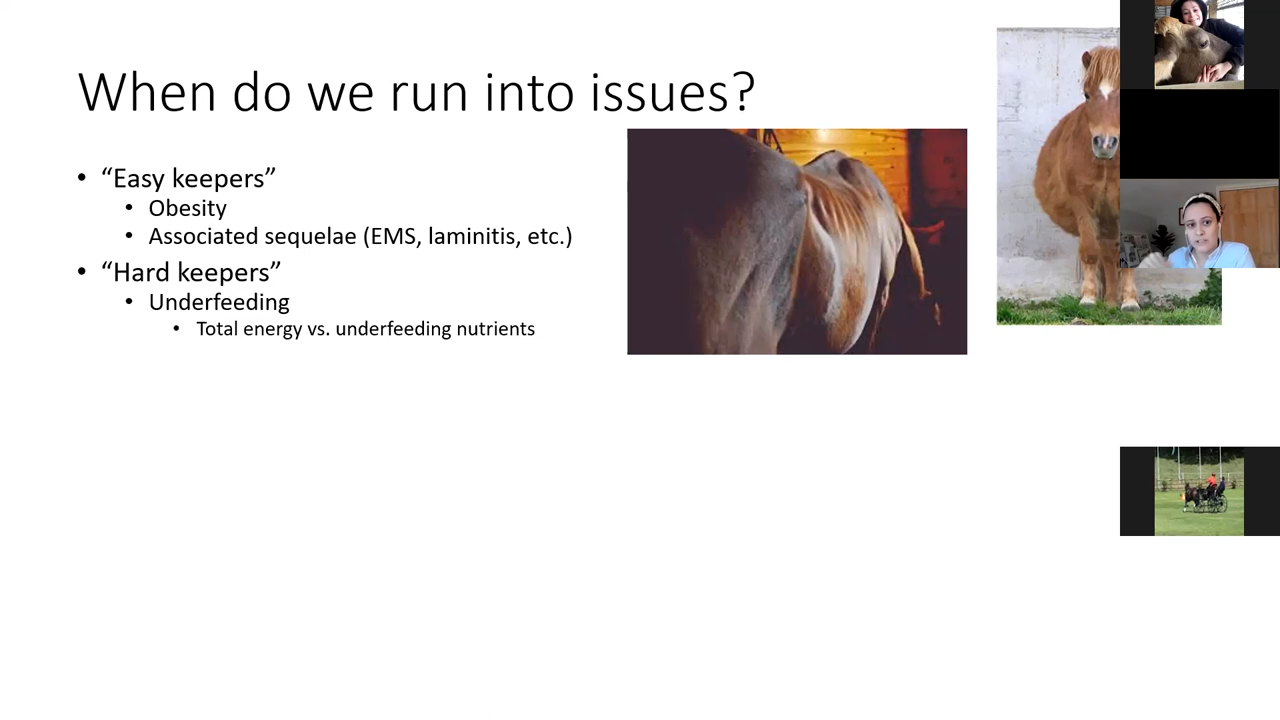 When do we run into issues?
• “Easy keepers”
• Obesity
• Associated sequelae (EMS, laminitis, etc.)
• “Hard keepers”
• Underfeeding
• Total energy vs. underfeeding nutrients